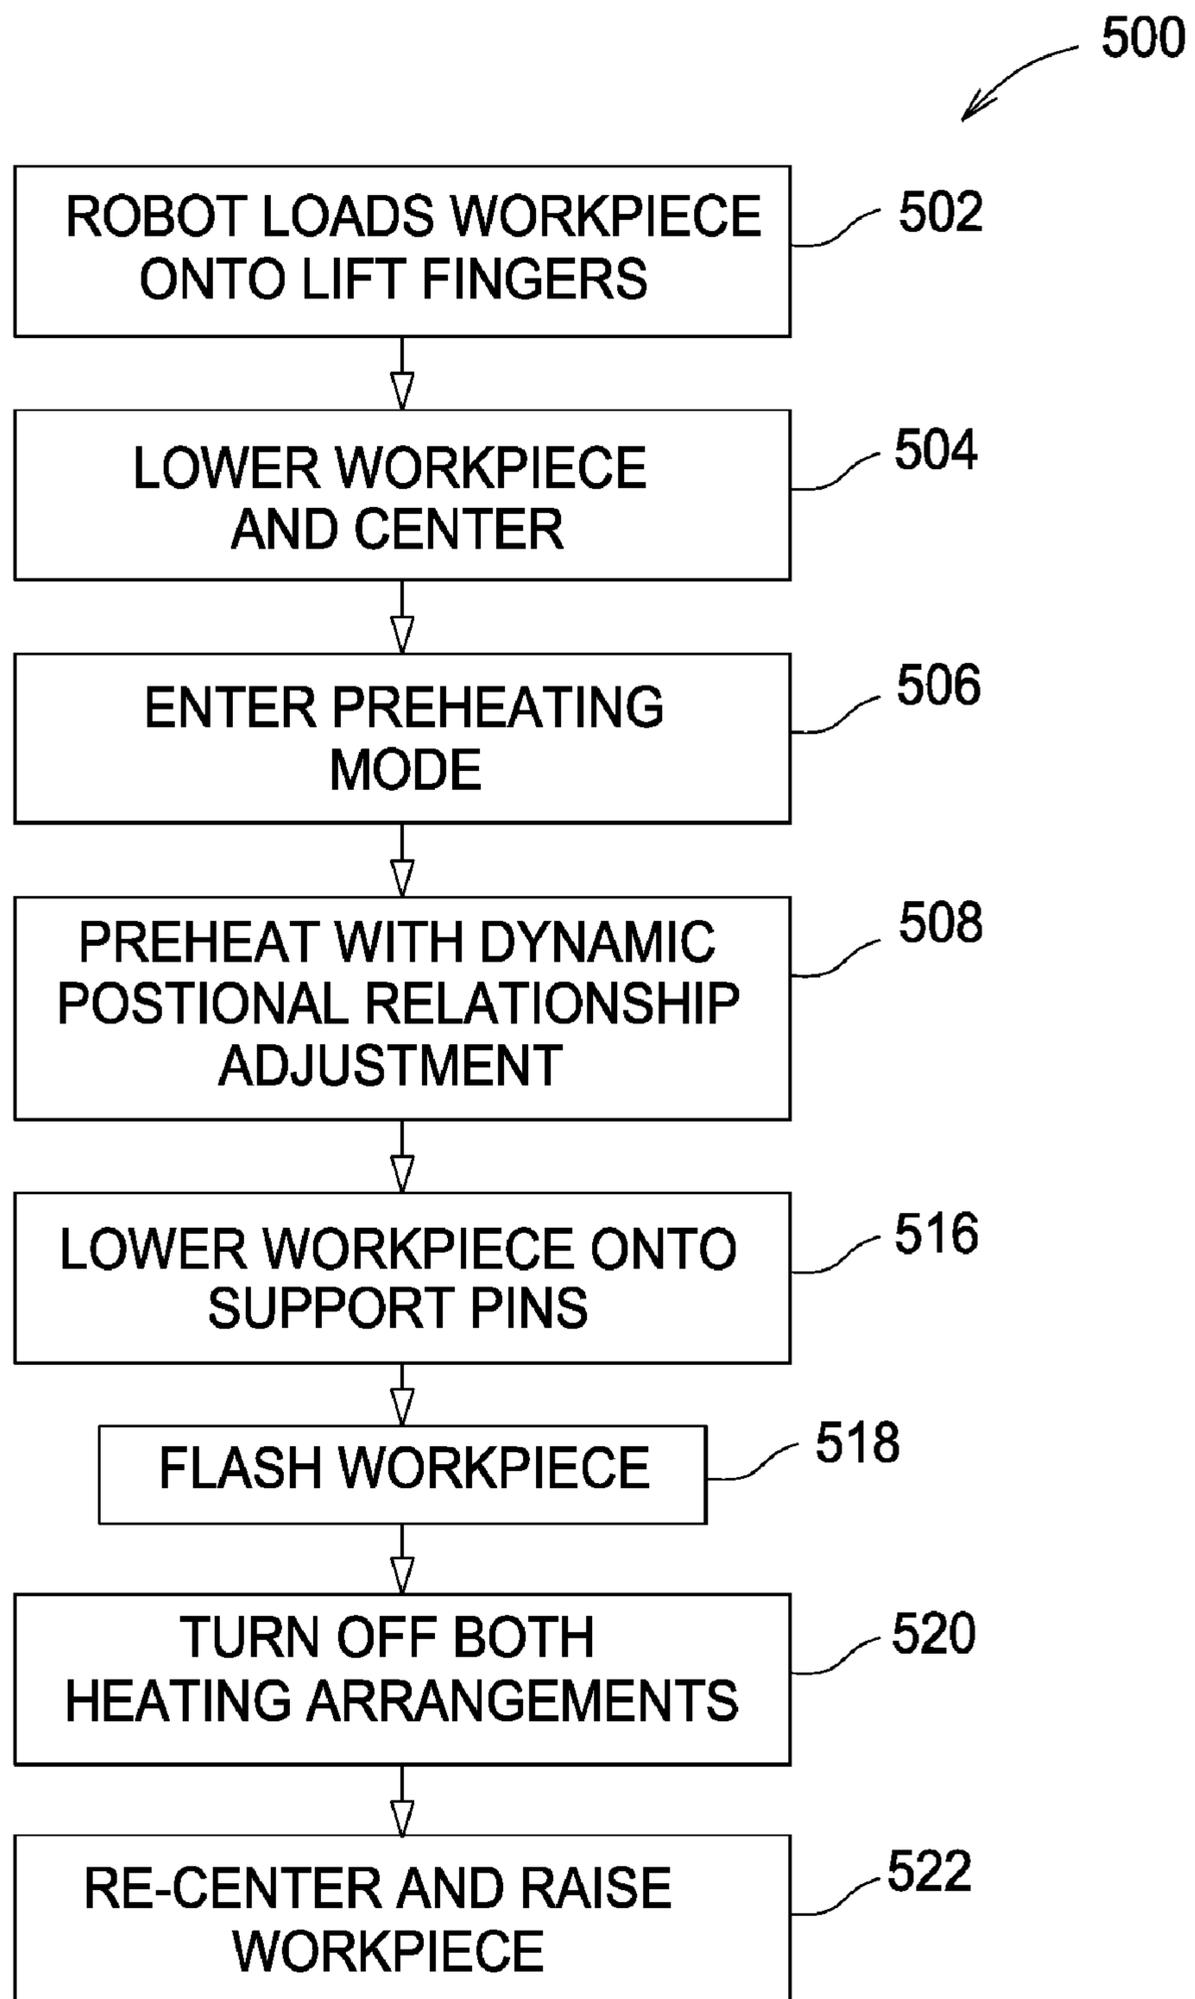 500
ROBOT LOADS WORKPIECE
ONTO LIFT FINGERS
502
LOWER WORKPIECE
AND CENTER
504
ENTER PREHEATING
MODE
506
PREHEAT WITH DYNAMIC
POSTIONAL RELATIONSHIP
ADJUSTMENT
508
LOWER WORKPIECE ONTO
SUPPORT PINS
516
FLASH WORKPIECE
518
TURN OFF BOTH
HEATING ARRANGEMENTS
520
RE-CENTER AND RAISE
WORKPIECE
522